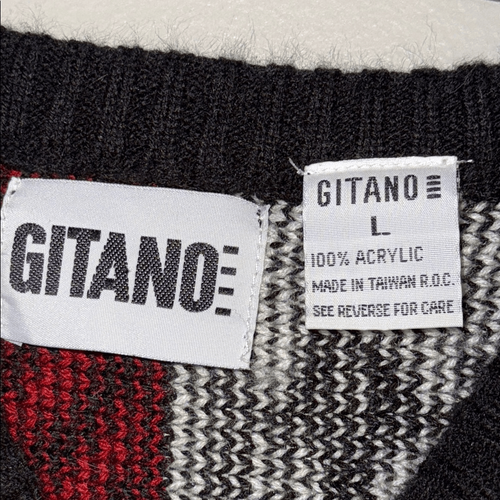 GITANO
GITANO
L
100% ACRYLIC
MADE IN TAIWAN R.O.C.
SEE REVERSE FOR CARE